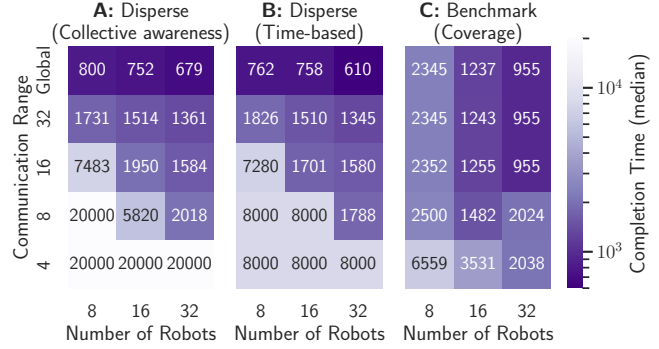 A: Disperse
(Collective awareness)
B: Disperse
(Time-based)
C: Benchmark
(Coverage)
Communication Range
Global
32
16
8
4
800 752 679
1731 1514 1361
7483 1950 1584
20000 5820 2018
20000 20000 20000
8 16 32
Number of Robots
762 758 610
1826 1510 1345
7280 1701 1580
8000 8000 1788
8000 8000 8000
8 16 32
Number of Robots
2345 1237 955
2345 1243 955
2352 1255 955
2500 1482 2024
6559 3531 2038
8 16 32
Number of Robots
10⁴
10³
Completion Time (median)